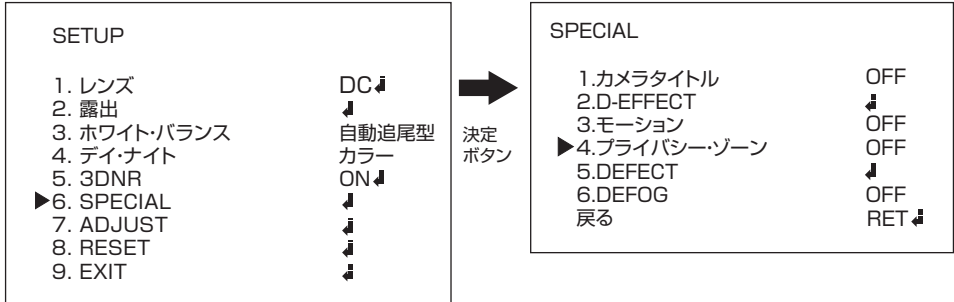 SETUP
1. レンズ DC↲
2. 露出 ↲
3. ホワイト・バランス 自動追尾型
4. デイ・ナイト カラー
5. 3DNR ON↲
▶6. SPECIAL ↲
7. ADJUST ↲
8. RESET ↲
9. EXIT ↲
決定
ボタン
SPECIAL
1.カメラタイトル OFF
2.D-EFFECT ↲
3.モーション OFF
▶4.プライバシー・ゾーン OFF
5.DEFECT ↲
6.DEFOG OFF
戻る RET↲